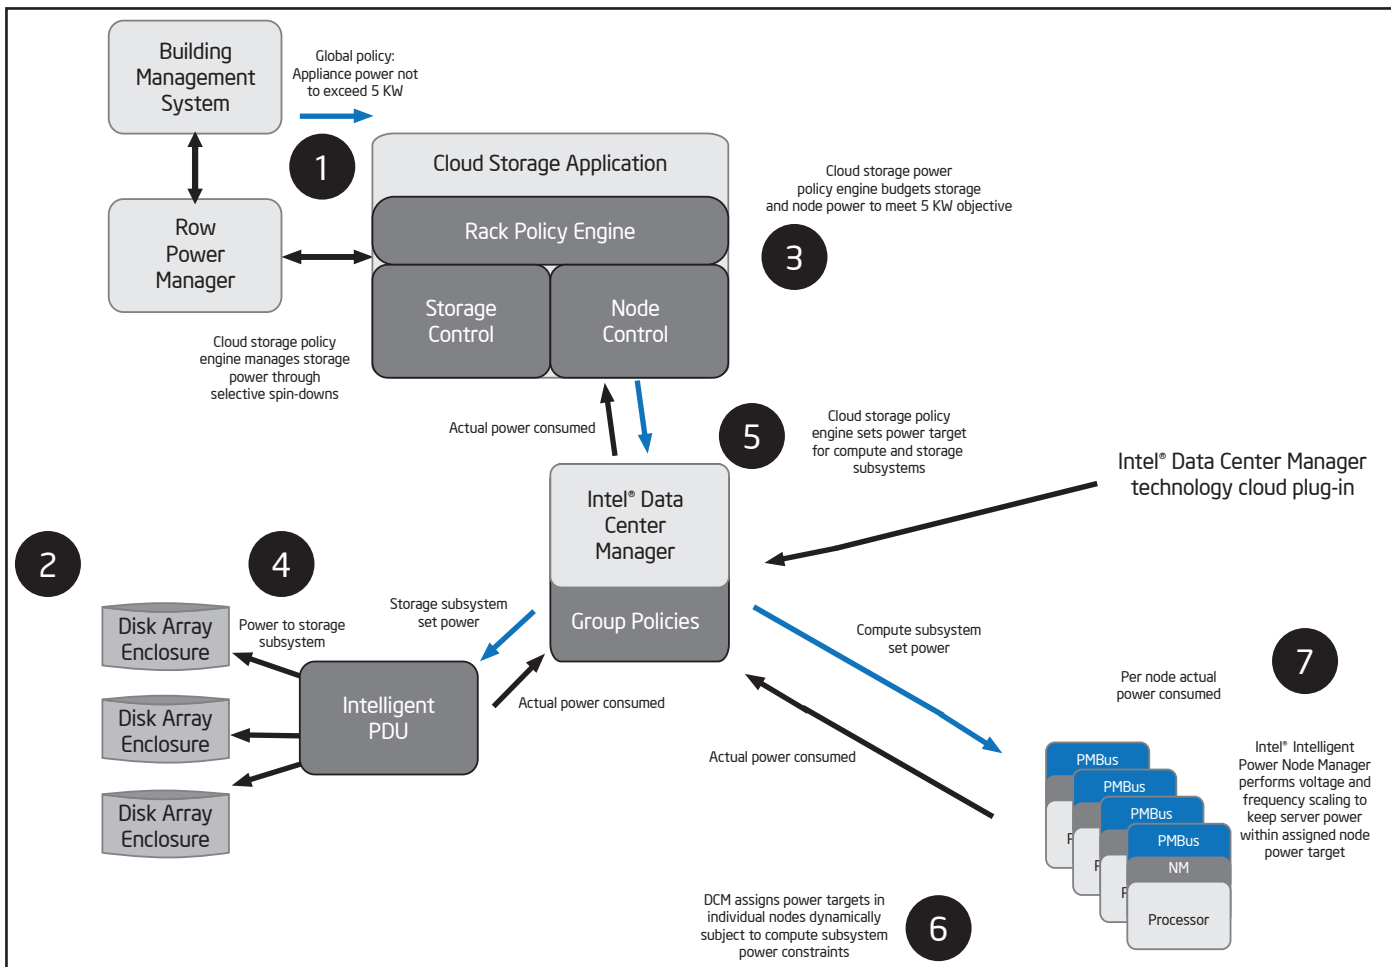 Building
Management
System
Global policy:
Appliance power not
to exceed 5 KW
1
Cloud Storage Application
Rack Policy Engine
Storage
Control
Node
Control
Row
Power
Manager
Cloud storage power
policy engine budgets storage
and node power to meet 5 KW objective
3
Cloud storage policy
engine manages storage
power through
selective spin-downs
Actual power consumed
5
Cloud storage policy
engine sets power target
for compute and storage
subsystems
Intel® Data Center Manager
technology cloud plug-in
Intel® Data
Center
Manager
Group Policies
2
4
Disk Array
Enclosure
Power to storage
subsystem
Storage subsystem
set power
Disk Array
Enclosure
Intelligent
PDU
Actual power consumed
Disk Array
Enclosure
Compute subsystem
set power
Actual power consumed
7
Per node actual
power consumed
PMBus
PMBus
PMBus
PMBus
NM
Processor
P
P
P
Intel® Intelligent
Power Node Manager
performs voltage and
frequency scaling to
keep server power
within assigned node
power target
DCM assigns power targets in
individual nodes dynamically
subject to compute subsystem
power constraints
6